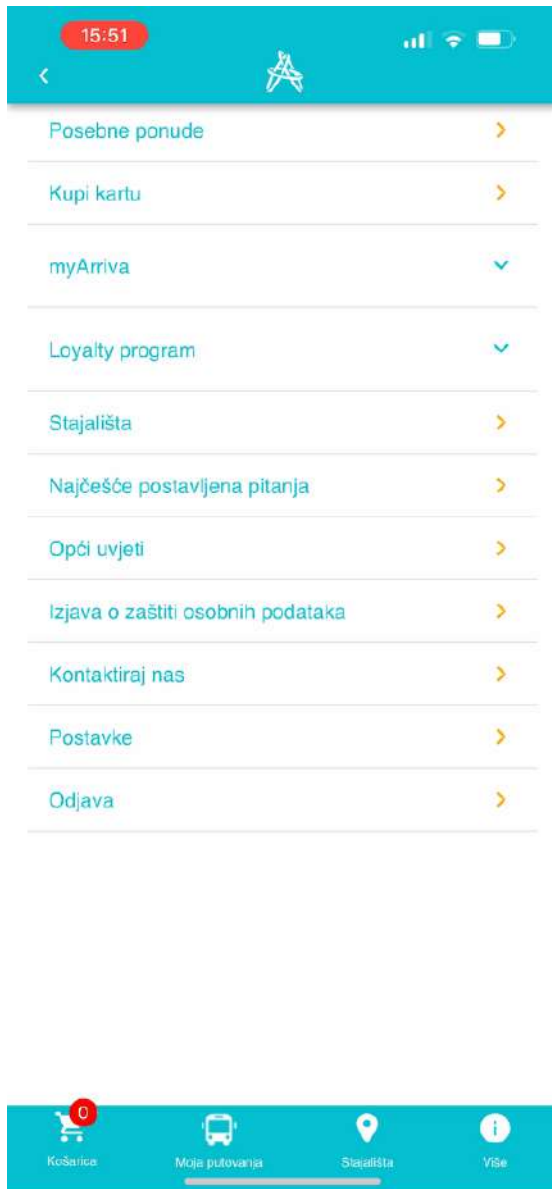 15:51
Posebne ponude
Kupi kartu
myArriva
Loyalty program
Stajališta
Najčešće postavljena pitanja
Opći uvjeti
Izjava o zaštiti osobnih podataka
Kontaktiraj nas
Postavke
Odjava
0
Košarica
Moja putovanja
Stajališta
Više